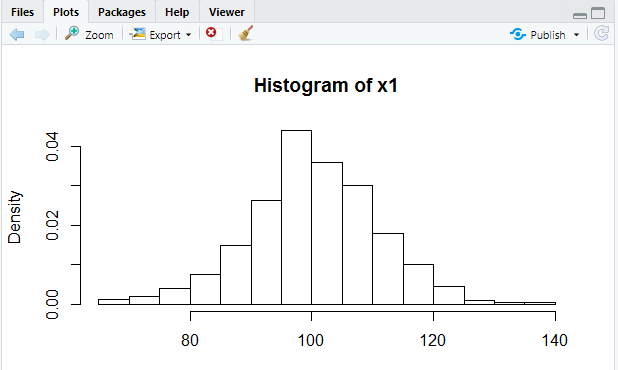 Files Plots Packages Help Viewer
Zoom Export Publish
Histogram of x1
Density
0.00 0.02 0.04
80 100 120 140